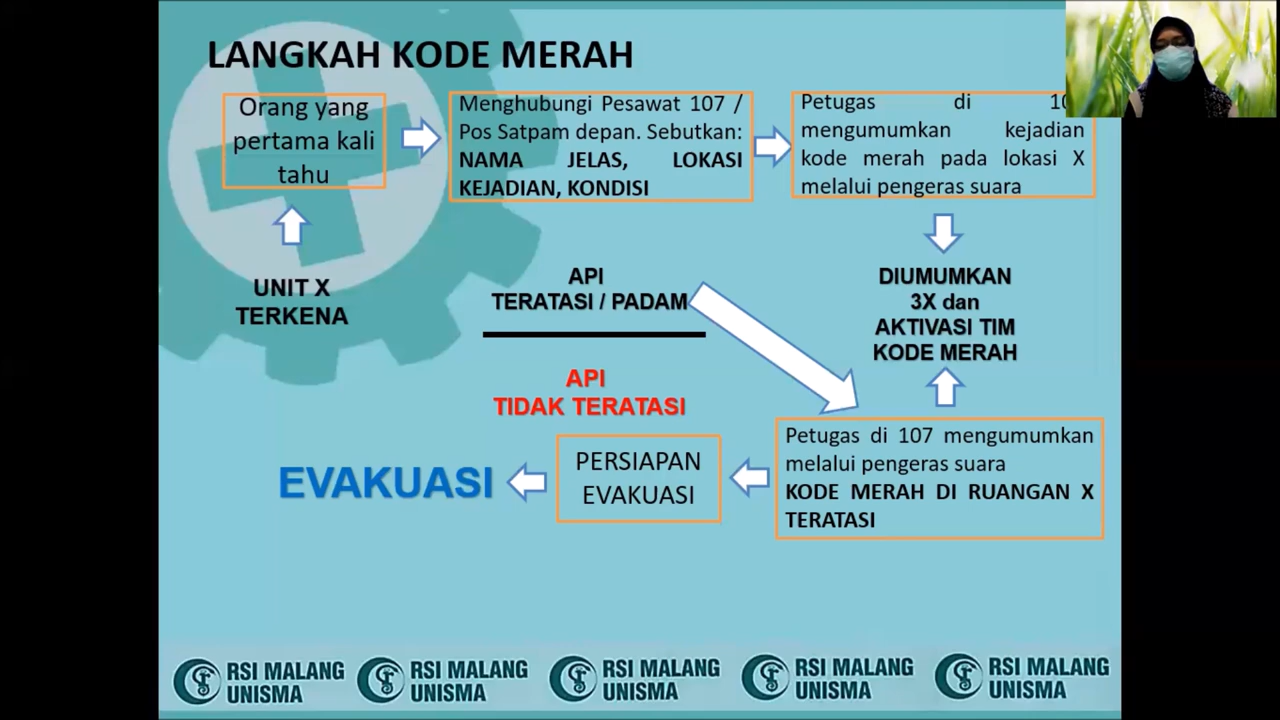 LANGKAH KODE MERAH
Orang yang
pertama kali
tahu
Menghubungi Pesawat 107 /
Pos Satpam depan. Sebutkan:
NAMA JELAS, LOKASI
KEJADIAN, KONDISI
Petugas di
mengumumkan kejadian
kode merah pada lokasi X
melalui pengeras suara
UNIT X
TERKENA
API
TERATASI / PADAM
DIUMUMKAN
3X dan
AKTIVASI TIM
KODE MERAH
API
TIDAK TERATASI
Petugas di 107 mengumumkan
melalui pengeras suara
KODE MERAH DI RUANGAN X
TERATASI
PERSIAPAN
EVAKUASI
EVAKUASI
RSI MALANG
UNISMA
RSI MALANG
UNISMA
RSI MALANG
UNISMA
RSI MALANG
UNISMA
RSI MALANG
UNISMA